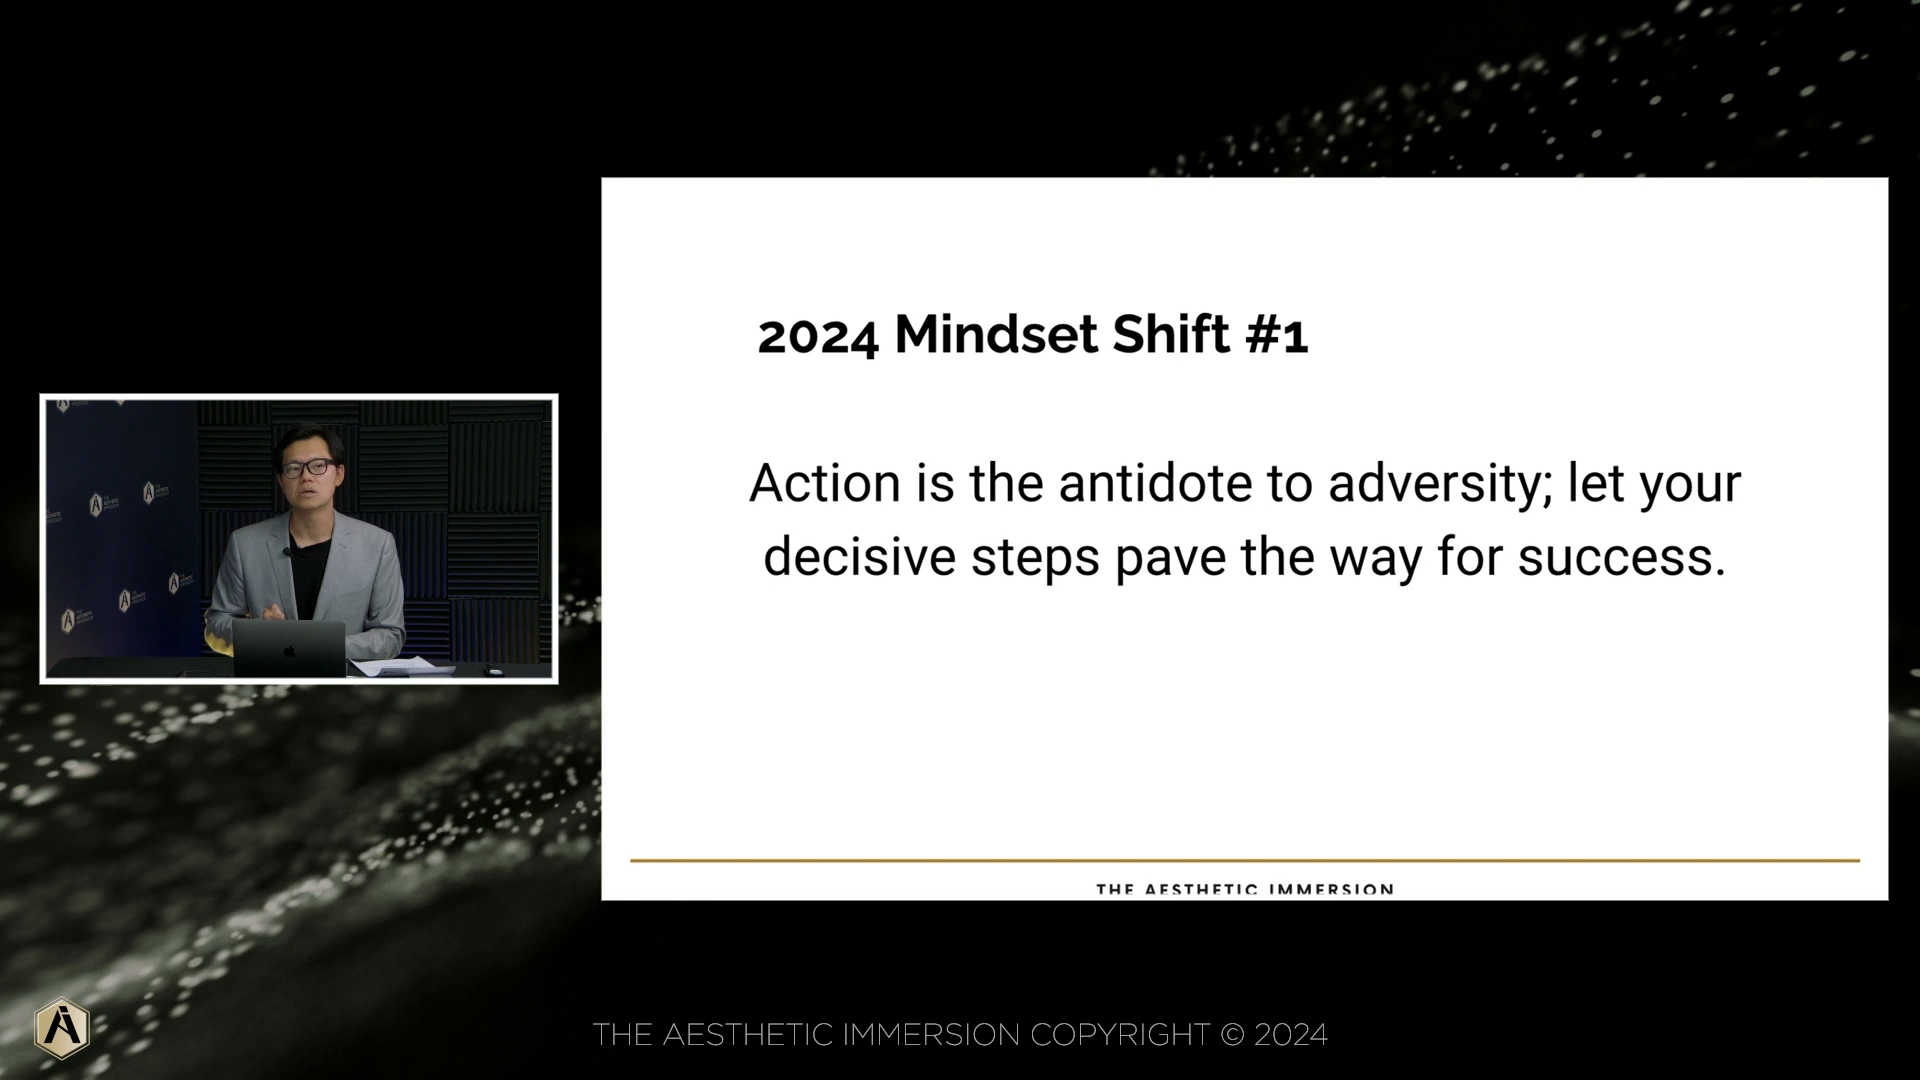 2024 Mindset Shift #1
Action is the antidote to adversity; let your
decisive steps pave the way for success.
THE AESTHETIC IMMERSION
THE AESTHETIC IMMERSION COPYRIGHT © 2024